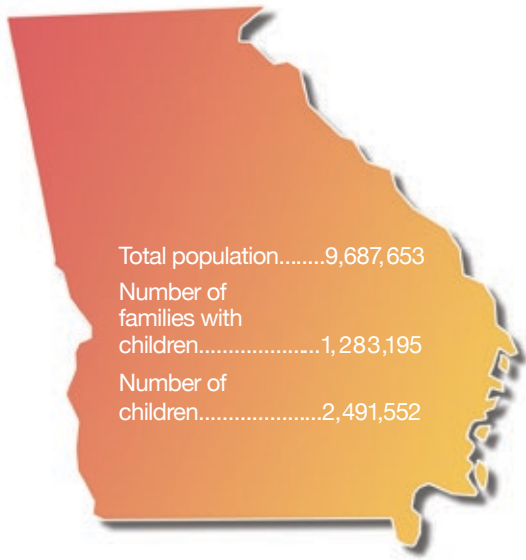 Total population........9,687,653
Number of
families with
children.....................1,283,195
Number of
children.....................2,491,552